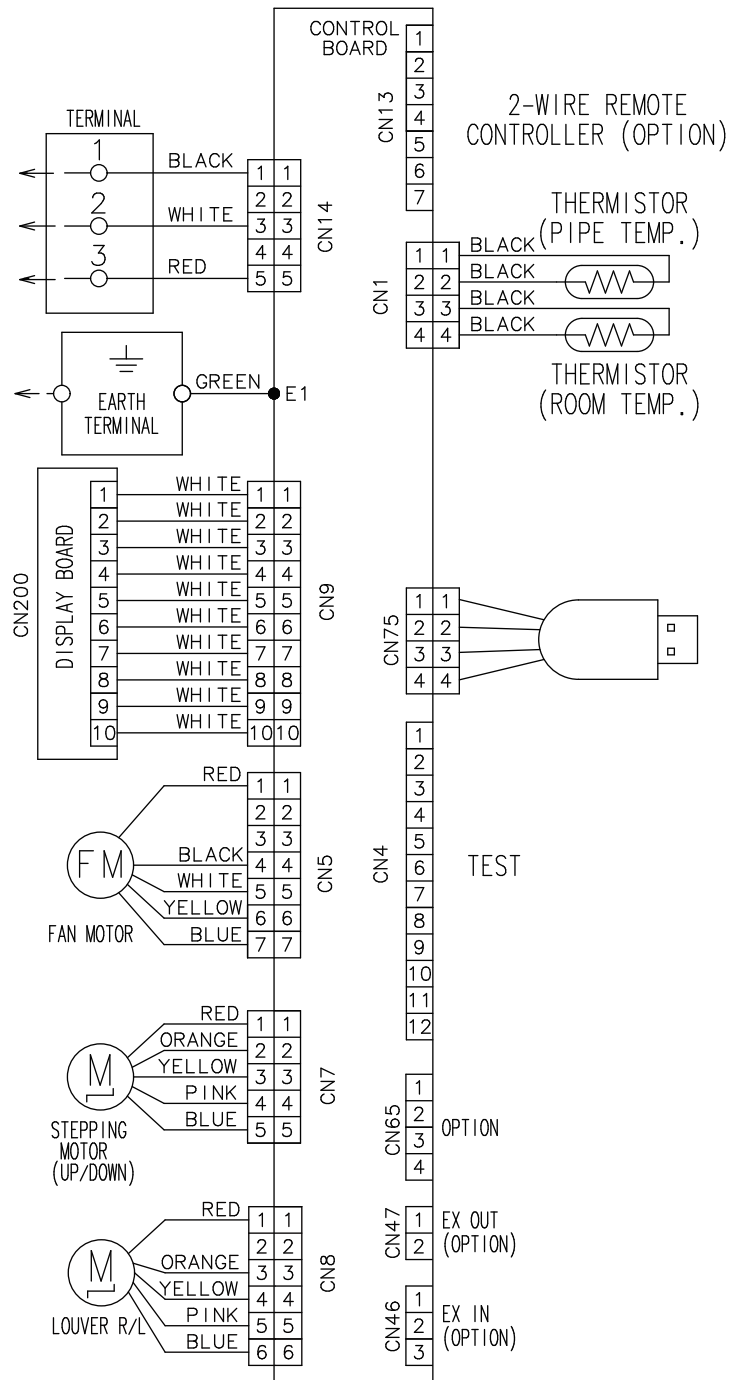 CONTROL
BOARD
CN13
1
2
3
4
5
6
7
2-WIRE REMOTE
CONTROLLER (OPTION)
TERMINAL
1 BLACK 1 1
2 2
2 WHITE 3 3
4 4
3 RED 5 5
CN14
THERMISTOR
(PIPE TEMP.)
CN1
1 1 BLACK
2 2 BLACK
3 3 BLACK
4 4 BLACK
THERMISTOR
(ROOM TEMP.)
EARTH
TERMINAL
GREEN E1
CN200
DISPLAY BOARD
1 WHITE 1 1
2 WHITE 2 2
3 WHITE 3 3
4 WHITE 4 4
5 WHITE 5 5
6 WHITE 6 6
7 WHITE 7 7
8 WHITE 8 8
9 WHITE 9 9
10 WHITE 10 10
CN9
CN75
1 1
2 2
3 3
4 4
FM
FAN MOTOR
RED 1 1
2 2
3 3
BLACK 4 4
WHITE 5 5
YELLOW 6 6
BLUE 7 7
CN5
CN4
1
2
3
4
5
6
7
8
9
10
11
12
TEST
M
STEPPING
MOTOR
(UP/DOWN)
RED 1 1
ORANGE 2 2
YELLOW 3 3
PINK 4 4
BLUE 5 5
CN7
CN65
1
2
3
4
OPTION
M
LOUVER R/L
RED 1 1
2 2
ORANGE 3 3
YELLOW 4 4
PINK 5 5
BLUE 6 6
CN8
CN47
1
2
EX OUT
(OPTION)
CN46
1
2
3
EX IN
(OPTION)